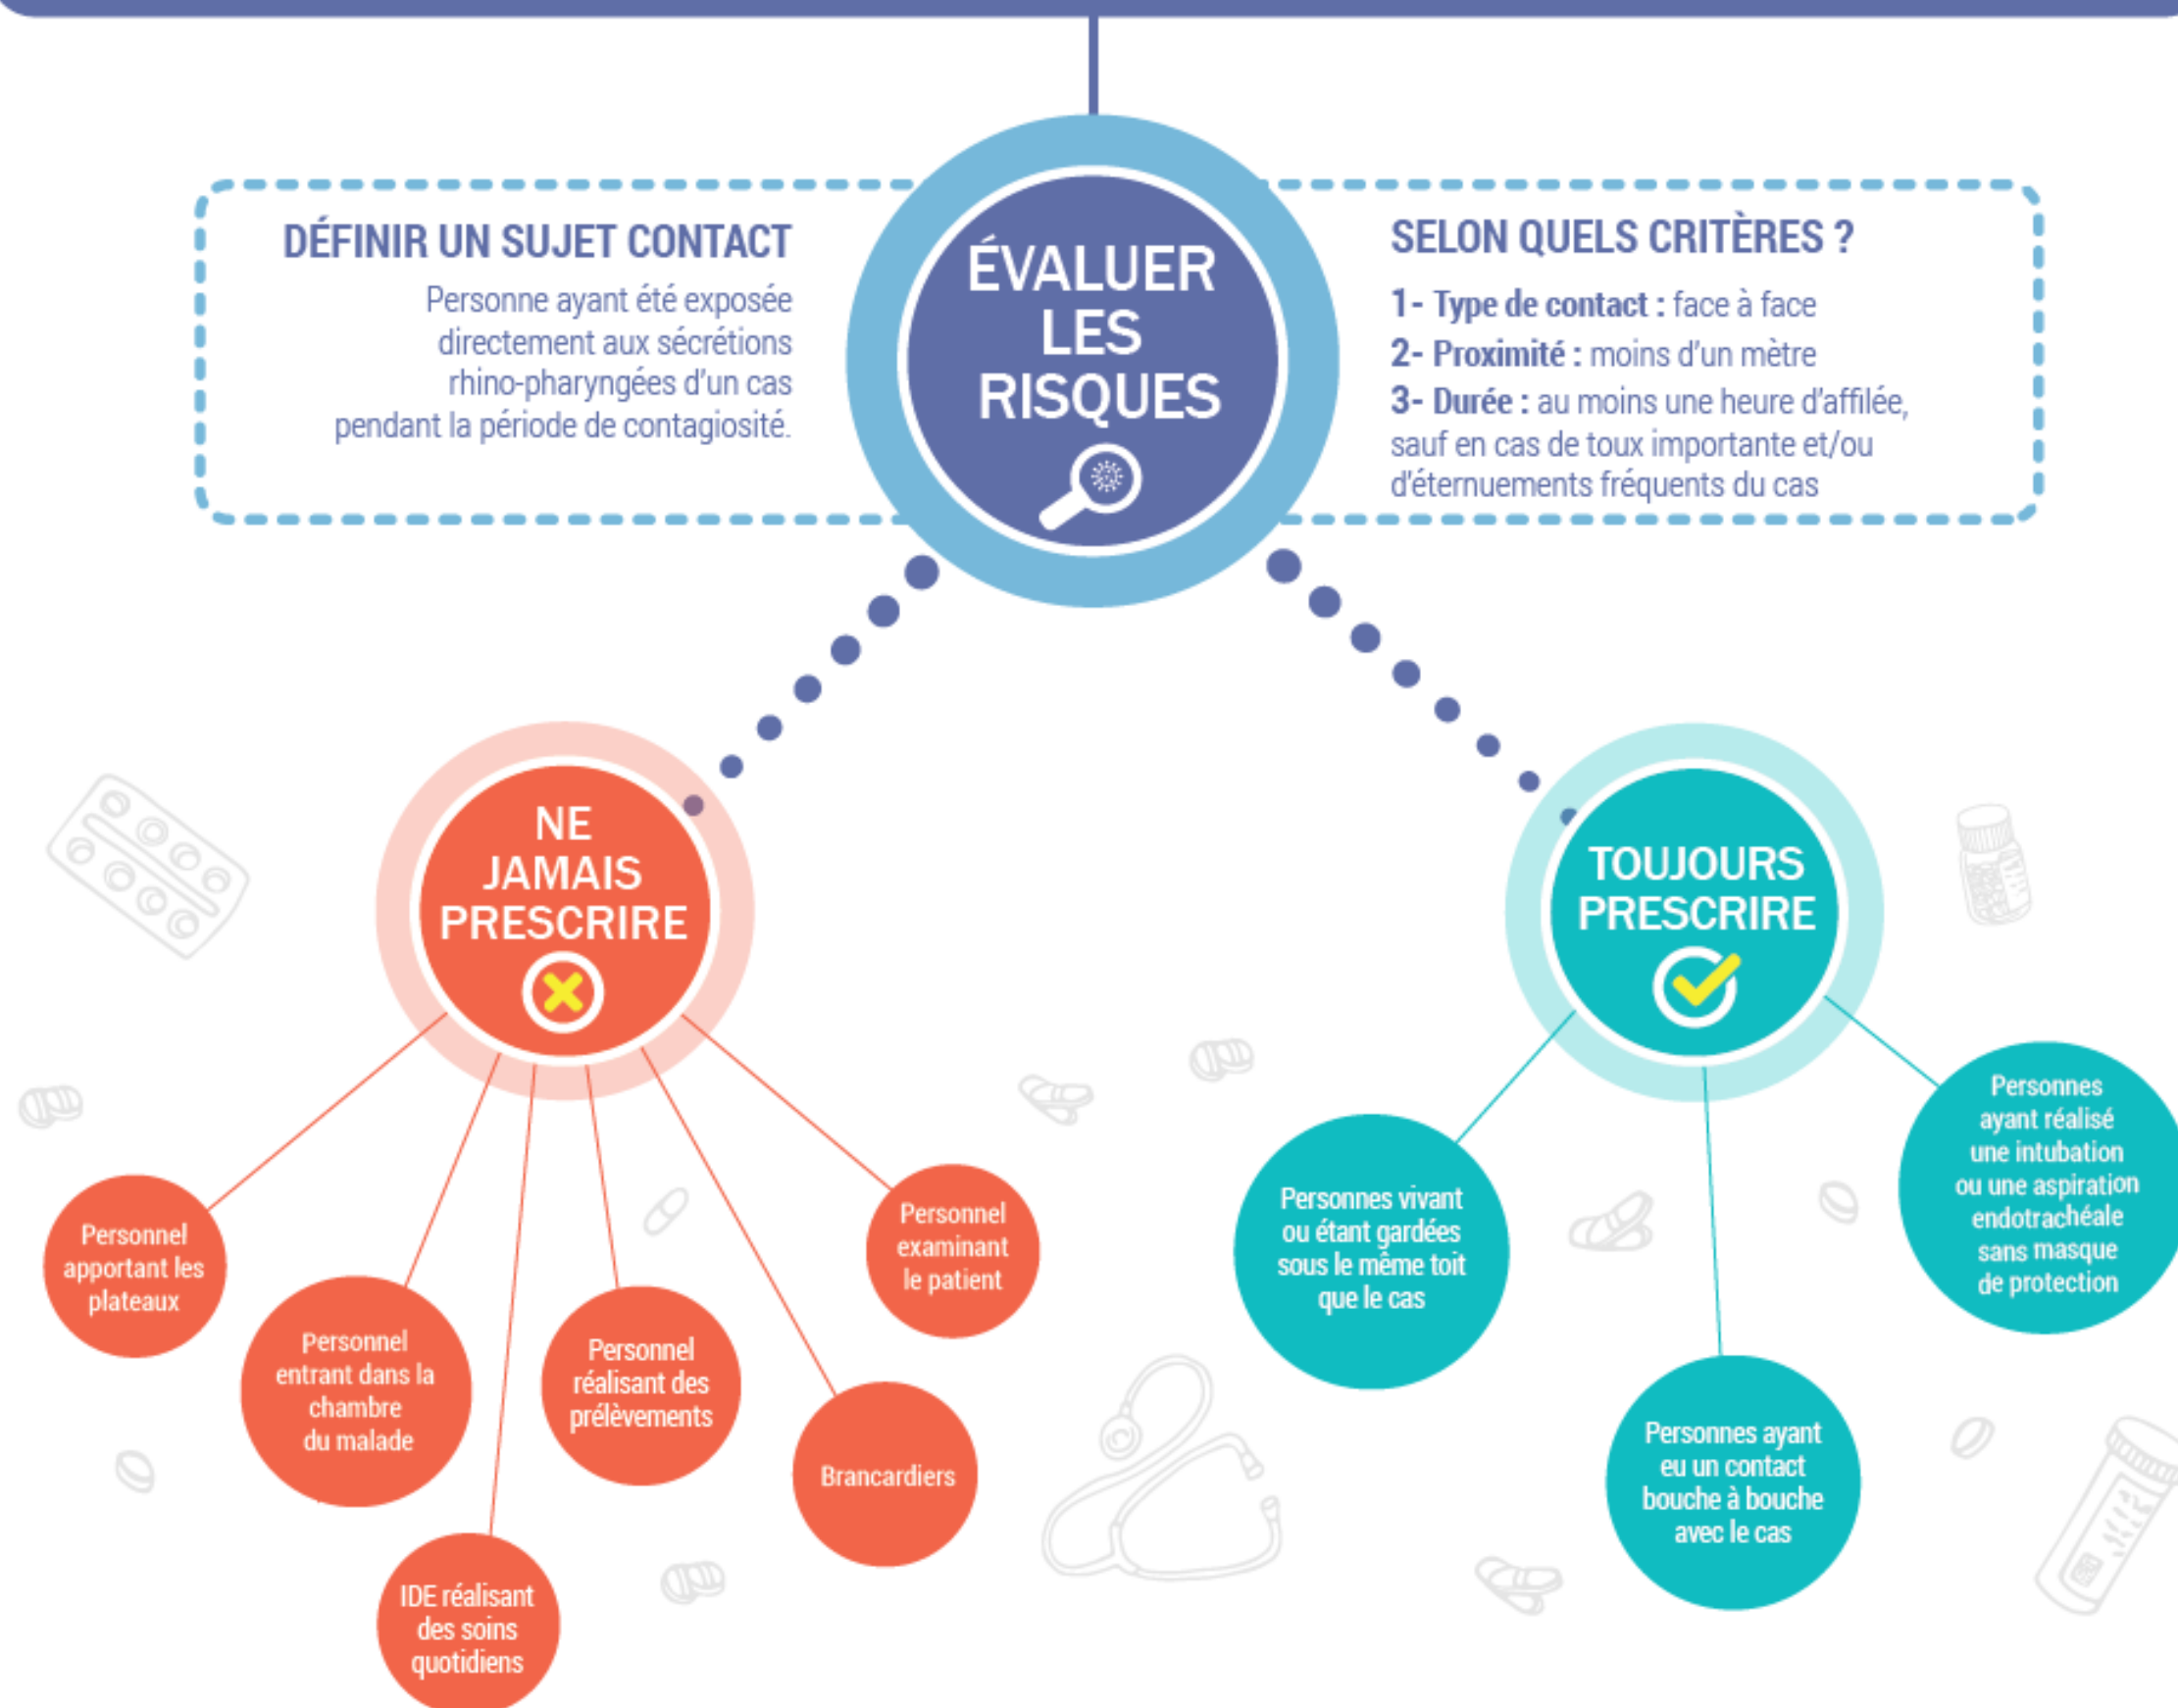 DÉFINIR UN SUJET CONTACT
Personne ayant été exposée
directement aux sécrétions
rhino-pharyngées d'un cas
pendant la période de contagiosité.
ÉVALUER
LES
RISQUES
SELON QUELS CRITÈRES ?
1- Type de contact : face à face
2- Proximité : moins d'un mètre
3- Durée : au moins une heure d'affilée,
sauf en cas de toux importante et/ou
d'éternuements fréquents du cas
NE
JAMAIS
PRESCRIRE
Personnel
apportant les
plateaux
Personnel
entrant dans la
chambre
du malade
IDE réalisant
des soins
quotidiens
Personnel
réalisant des
prélèvements
Brancardiers
Personnel
examinant
le patient
TOUJOURS
PRESCRIRE
Personnes vivant
ou étant gardées
sous le même toit
que le cas
Personnes ayant
eu un contact
bouche à bouche
avec le cas
Personnes
ayant réalisé
une intubation
ou une aspiration
endotrachéale
sans masque
de protection